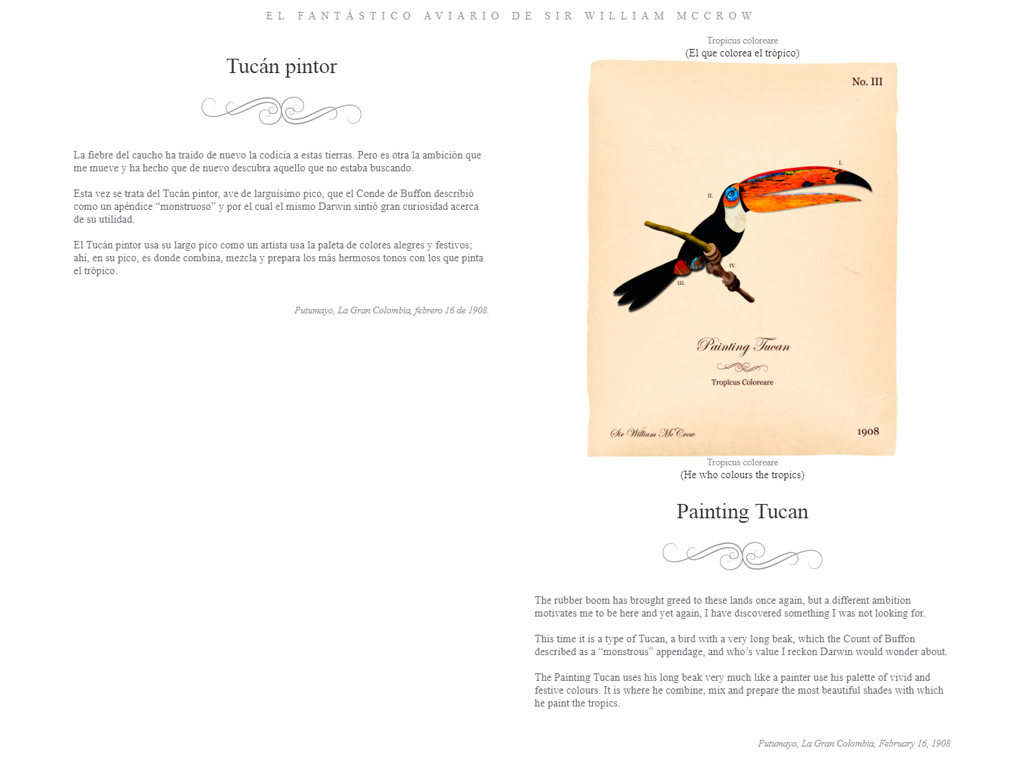 EL FANTÁSTICO AVIARIO DE SIR WILLIAM MCCROW
Tucán pintor
La fiebre del caucho ha traído de nuevo la codicia a estas tierras. Pero es otra la ambición que
me mueve y ha hecho que de nuevo descubra aquello que no estaba buscando.
Esta vez se trata del Tucán pintor, ave de larguísimo pico, que el Conde de Buffon describió
como un apéndice “monstruoso” y por el cual el mismo Darwin sintió gran curiosidad acerca
de su utilidad.
El Tucán pintor usa su largo pico como un artista usa la paleta de colores alegres y festivos;
ahí, en su pico, es donde combina, mezcla y prepara los más hermosos tonos con los que pinta
el trópico.
Putumayo, La Gran Colombia, febrero 16 de 1908.
Tropicus coloreare
(El que colorea el trópico)
No. III
I.
II.
IV.
III.
Painting Tucan
Tropicus Coloreare
Sir William Mc Crow
1908
Tropicus coloreare
(He who colours the tropics)
Painting Tucan
The rubber boom has brought greed to these lands once again, but a different ambition
motivates me to be here and yet again, I have discovered something I was not looking for.
This time it is a type of Tucan, a bird with a very long beak, which the Count of Buffon
described as a “monstrous” appendage, and who’s value I reckon Darwin would wonder about.
The Painting Tucan uses his long beak very much like a painter use his palette of vivid and
festive colours. It is where he combine, mix and prepare the most beautiful shades with which
he paint the tropics.
Putumayo, La Gran Colombia, February 16, 1908